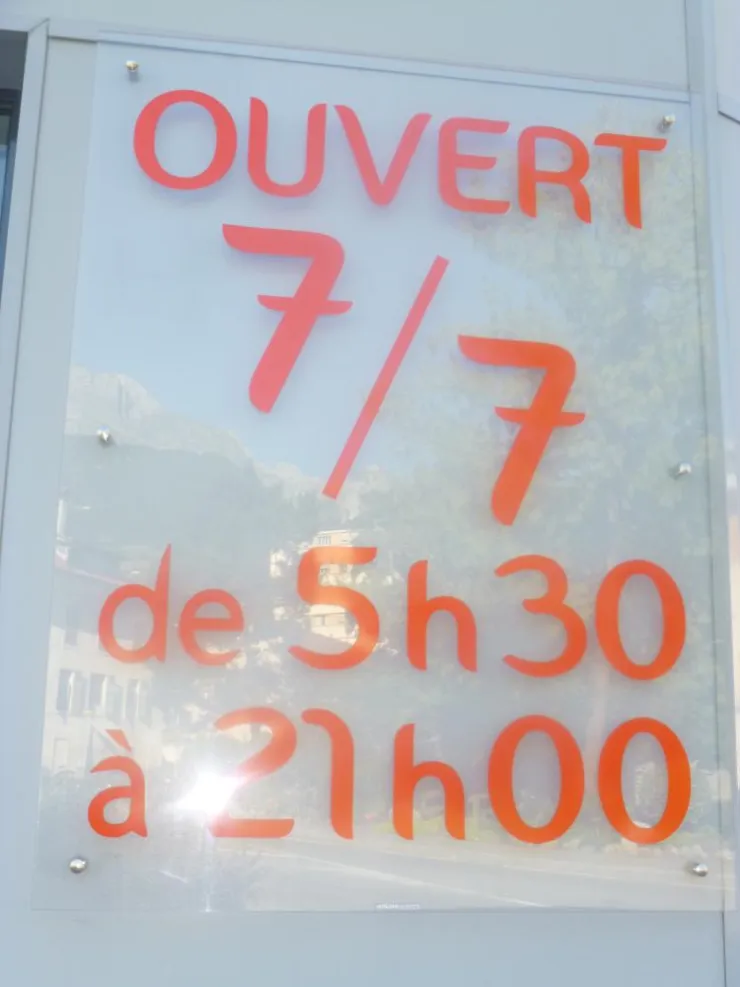 OUVERT
7/7
de 5h30
à 21h00